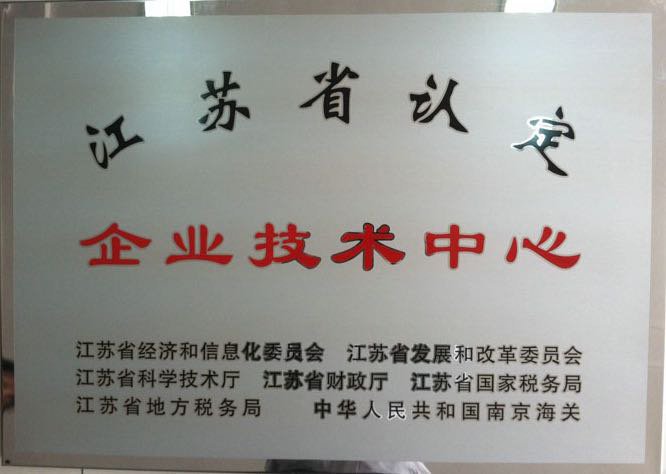 江苏省认定
企业技术中心
江苏省经济和信息化委员会 江苏省发展和改革委员会
江苏省科学技术厅 江苏省财政厅 江苏省国家税务局
江苏省地方税务局 中华人民共和国南京海关